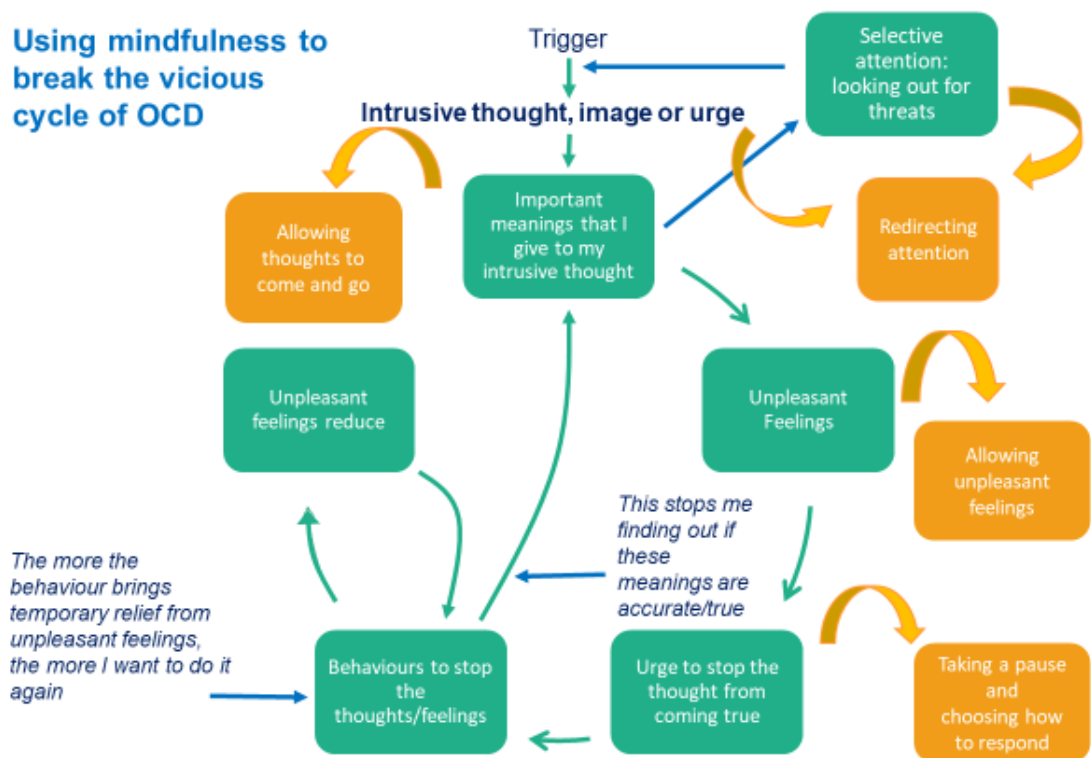 Using mindfulness to
break the vicious
cycle of OCD
Trigger
Selective
attention:
looking out for
threats
Intrusive thought, image or urge
Allowing
thoughts to
come and go
Important
meanings that I
give to my
intrusive thought
Redirecting
attention
Unpleasant
feelings reduce
Unpleasant
Feelings
Allowing
unpleasant
feelings
This stops me
finding out if
these
meanings are
accurate/true
The more the
behaviour brings
temporary relief from
unpleasant feelings,
the more I want to do it
again
Behaviours to stop
the
thoughts/feelings
Urge to stop the
thought from
coming true
Taking a pause
and
choosing how
to respond